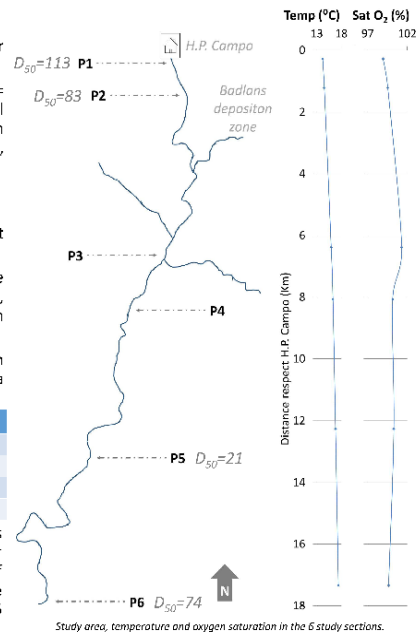 Temp (⁰C) Sat O₂ (%)
13 18 97 102
0
2
4
6
8
10
12
14
16
18
Distance respect H.P. Campo (Km)
H.P. Campo
D₅₀=113 P1
D₅₀=83 P2
Badlans
depositon
zone
P3
P4
P5 D₅₀=21
N
P6 D₅₀=74
Study area, temperature and oxygen saturation in the 6 study sections.